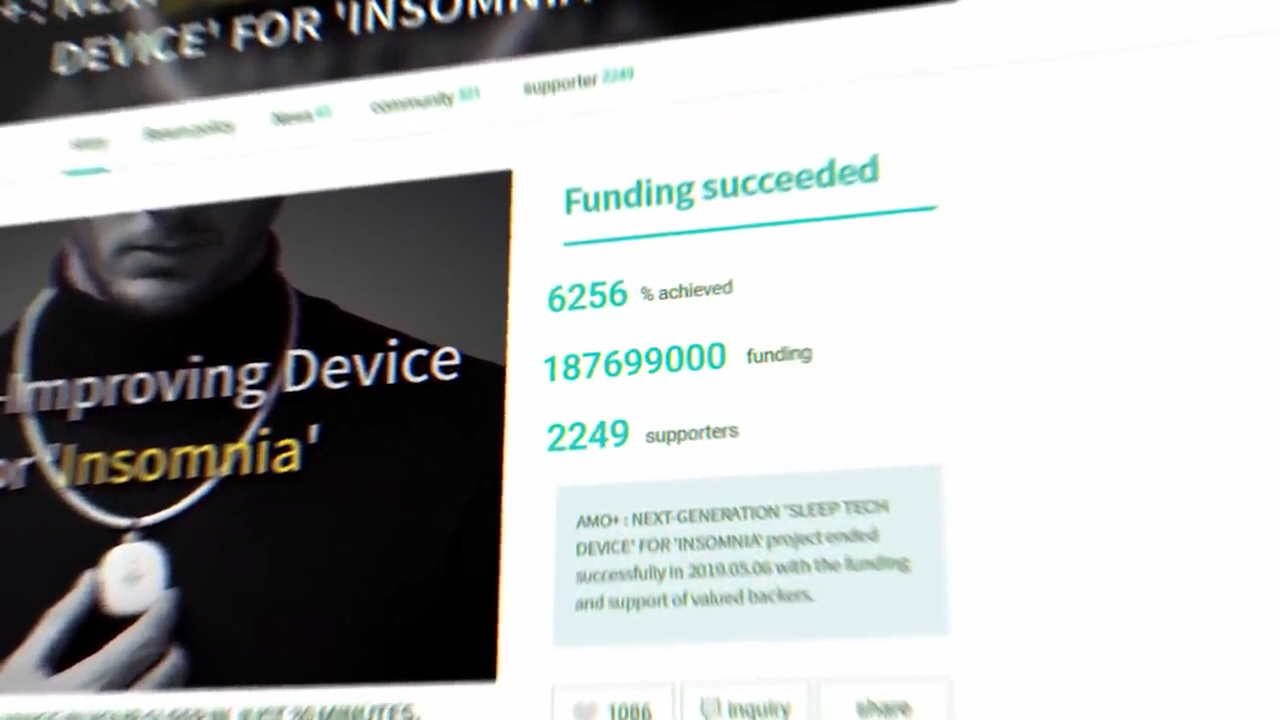 DEVICE' FOR 'INSOMNIA
News
community
supporter 2249
Funding succeeded
6256 % achieved
187699000 funding
2249 supporters
Improving Device
'Insomnia'
AMO+ : NEXT-GENERATION 'SLEEP TECH
DEVICE' FOR 'INSOMNIA' project ended
successfully in 2019.05.06 with the funding
and support of valued backers.
1086 inquiry share